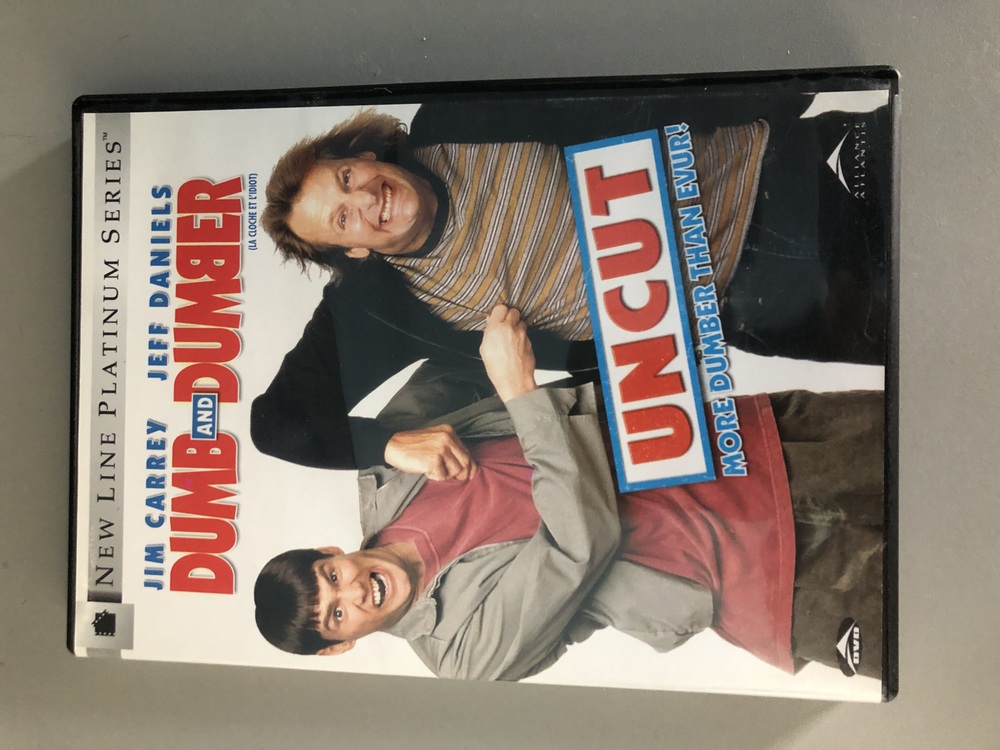 NEW LINE PLATINUM SERIES™
JIM CARREY JEFF DANIELS
DUMB AND DUMBER
(LA CLOCHE ET L'IDIOT)
UNCUT
MORE DUMBER THAN EVUR!
DVD
ALLIANCE
ATLANTIS